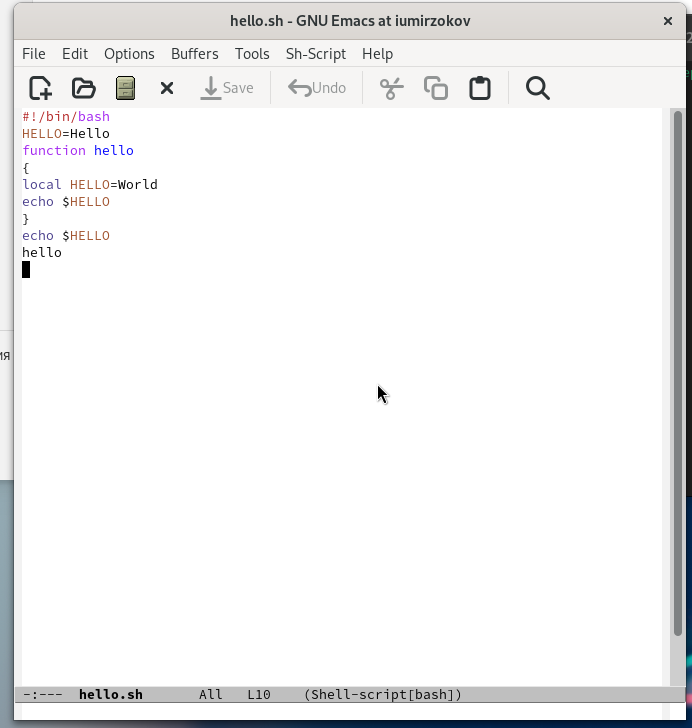 hello.sh - GNU Emacs at iumirzokov
File Edit Options Buffers Tools Sh-Script Help
Save Undo
#!/bin/bash
HELLO=Hello
function hello
{
local HELLO=World
echo $HELLO
}
echo $HELLO
hello
ия
-:--- hello.sh All L10 (Shell-script[bash])